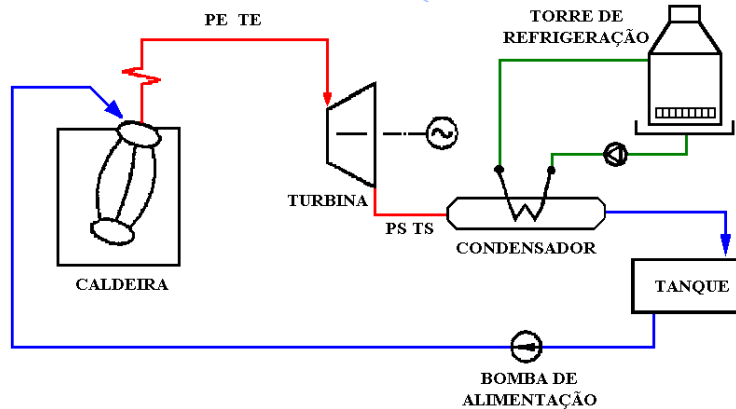 PE TE
TORRE DE
REFRIGERAÇÃO
TURBINA
PS TS
CONDENSADOR
CALDEIRA
TANQUE
BOMBA DE
ALIMENTAÇÃO